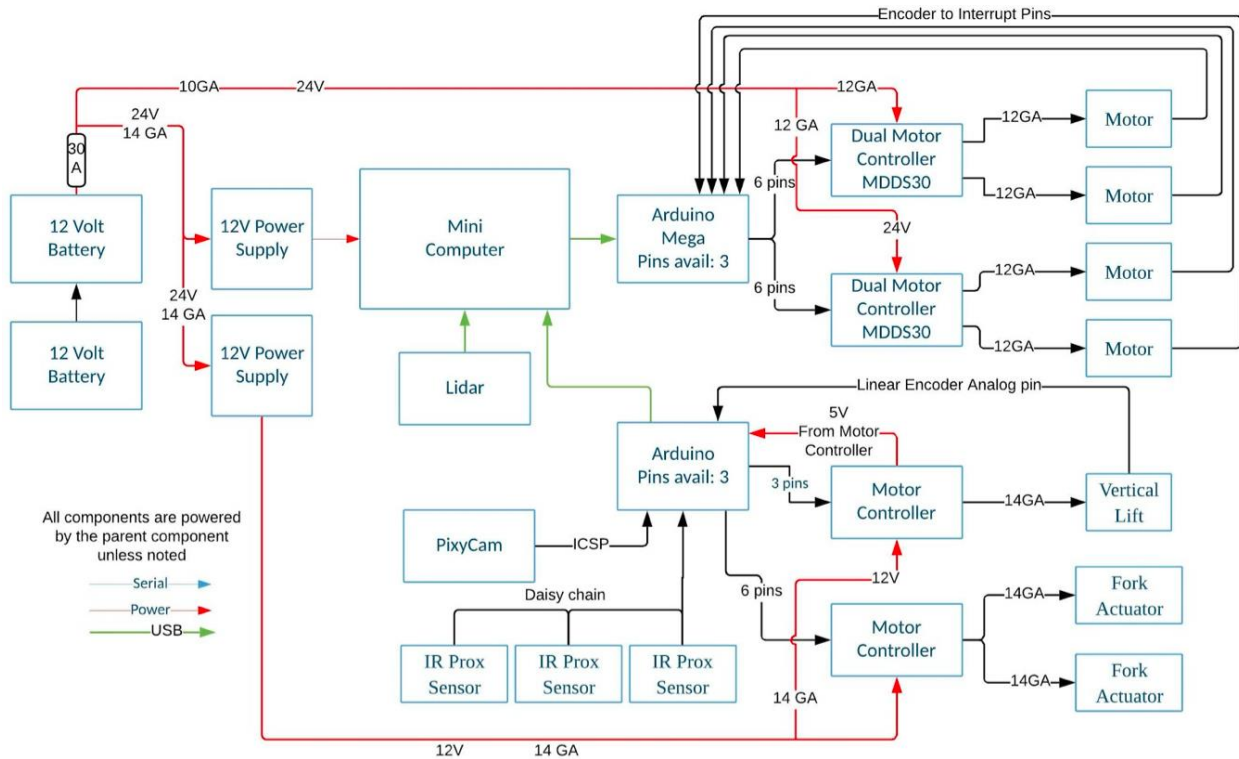 Encoder to Interrupt Pins
10GA
24V
12GA
24V
14 GA
30
A
12 GA
Dual Motor
Controller
MDDS30
12GA
Motor
12GA
Motor
12 Volt
Battery
12V Power
Supply
Mini
Computer
Arduino
Mega
Pins avail: 3
6 pins
6 pins
24V
Dual Motor
Controller
MDDS30
12GA
Motor
12GA
Motor
24V
14 GA
12 Volt
Battery
12V Power
Supply
Lidar
Linear Encoder Analog pin
5V
From Motor
Controller
Arduino
Pins avail: 3
3 pins
Motor
Controller
14GA
Vertical
Lift
All components are powered
by the parent component
unless noted
Serial
Power
USB
PixyCam
ICSP
12V
Daisy chain
6 pins
IR Prox
Sensor
IR Prox
Sensor
IR Prox
Sensor
Motor
Controller
14GA
Fork
Actuator
14GA
Fork
Actuator
14 GA
12V
14 GA